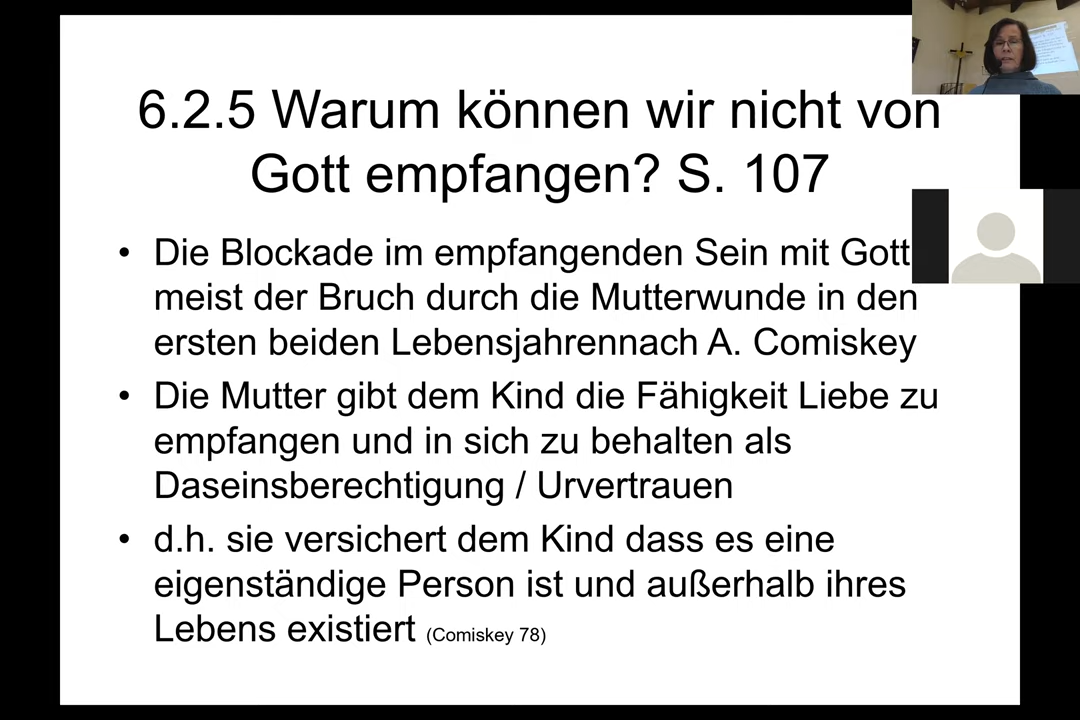 6.2.5 Warum können wir nicht von
Gott empfangen? S. 107
• Die Blockade im empfangenden Sein mit Gott
meist der Bruch durch die Mutterwunde in den
ersten beiden Lebensjahrennach A. Comiskey
• Die Mutter gibt dem Kind die Fähigkeit Liebe zu
empfangen und in sich zu behalten als
Daseinsberechtigung / Urvertrauen
• d.h. sie versichert dem Kind dass es eine
eigenständige Person ist und außerhalb ihres
Lebens existiert (Comiskey 78)